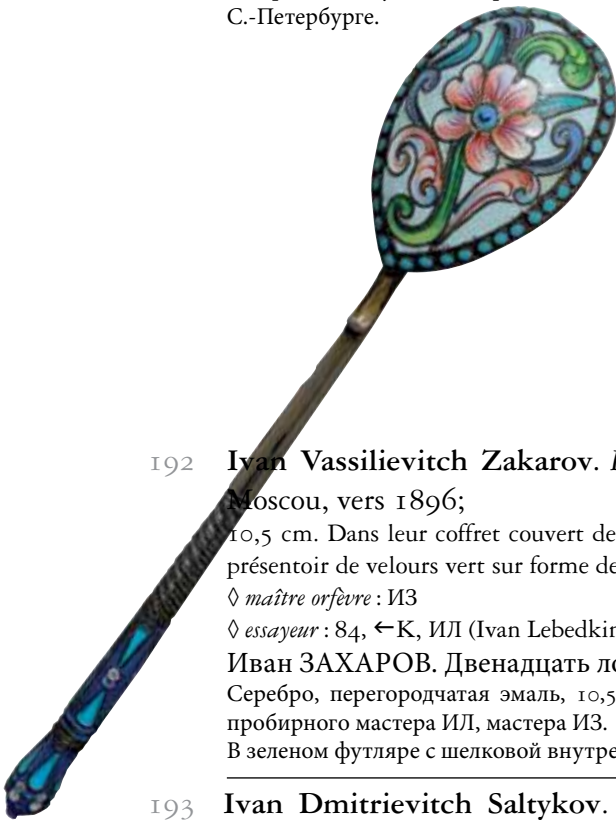 С.-Петербурге.
192 Ivan Vassilievitch Zakarov.
Moscou, vers 1896;
10,5 cm. Dans leur coffret couvert de
présentoir de velours vert sur forme de
◊ maître orfèvre : ИЗ
◊ essayeur : 84, ←K, ИЛ (Ivan Lebedkin
Иван ЗАХАРОВ. Двенадцать
Серебро, перегородчатая эмаль, 10,5
пробирного мастера ИЛ, мастера ИЗ.
В зеленом футляре с шелковой
193 Ivan Dmitrievitch Saltykov.